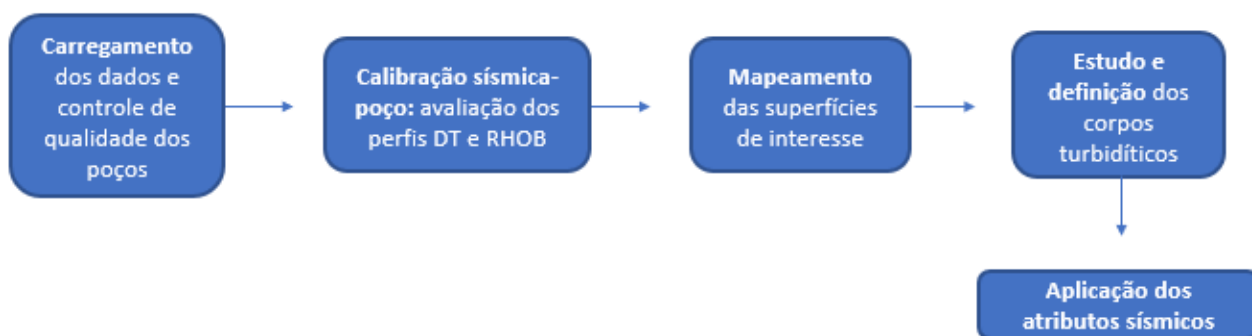 Carregamento
dos dados e
controle de
qualidade dos
poços
Calibração sísmica-
poço: avaliação dos
perfis DT e RHOB
Mapeamento
das superfícies
de interesse
Estudo e
definição dos
corpos
turbidíticos
Aplicação dos
atributos sísmicos